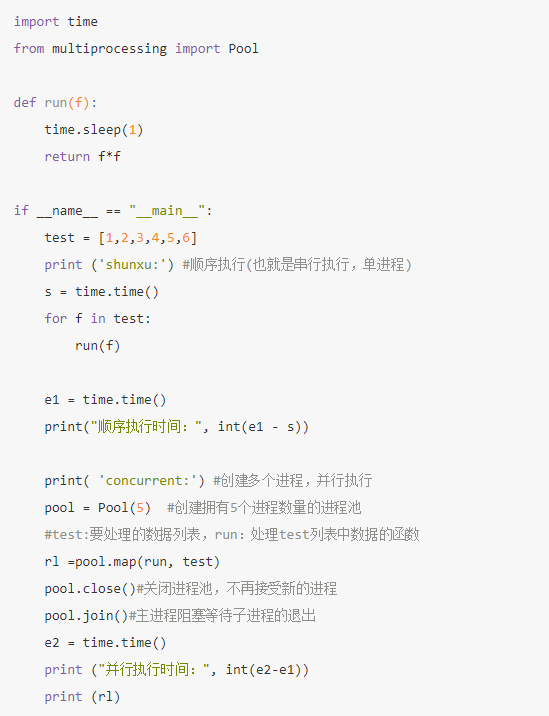 import time
from multiprocessing import Pool

def run(f):
    time.sleep(1)
    return f*f

if __name__ == "__main__":
    test = [1,2,3,4,5,6]
    print ('shunxu:') #顺序执行(也就是串行执行，单进程)
    s = time.time()
    for f in test:
        run(f)

    e1 = time.time()
    print("顺序执行时间：", int(e1 - s))

    print( 'concurrent:') #创建多个进程，并行执行
    pool = Pool(5)  #创建拥有5个进程数量的进程池
    #test:要处理的数据列表，run：处理test列表中数据的函数
    rl =pool.map(run, test)
    pool.close()#关闭进程池，不再接受新的进程
    pool.join()#主进程阻塞等待子进程的退出
    e2 = time.time()
    print ("并行执行时间：", int(e2-e1))
    print (rl)